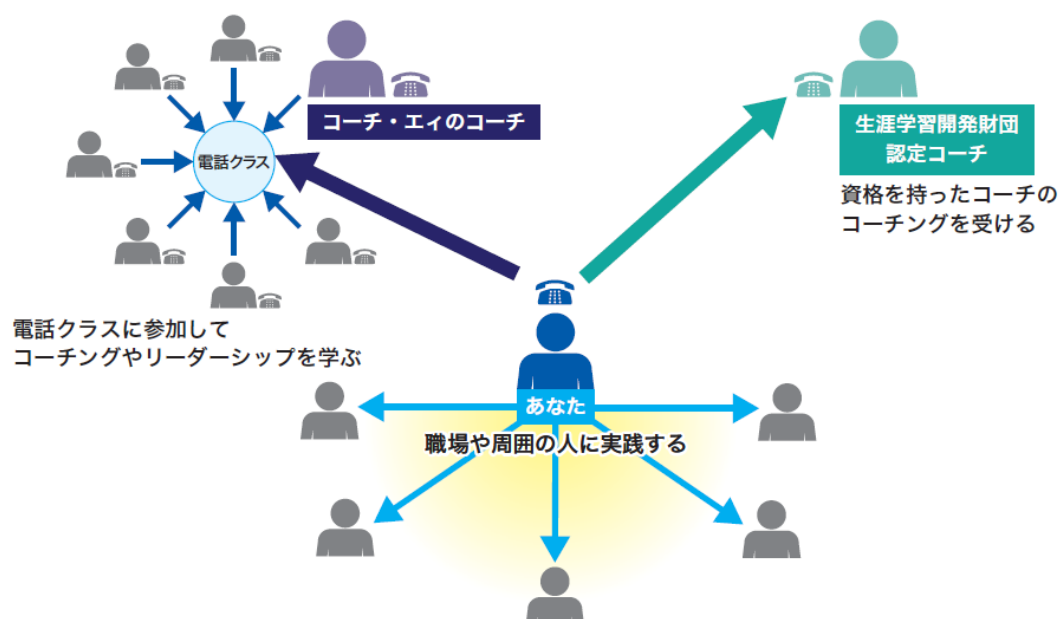 コーチ・エィのコーチ
電話クラス
生涯学習開発財団
認定コーチ
資格を持ったコーチの
コーチングを受ける
電話クラスに参加して
コーチングやリーダーシップを学ぶ
あなた
職場や周囲の人に実践する